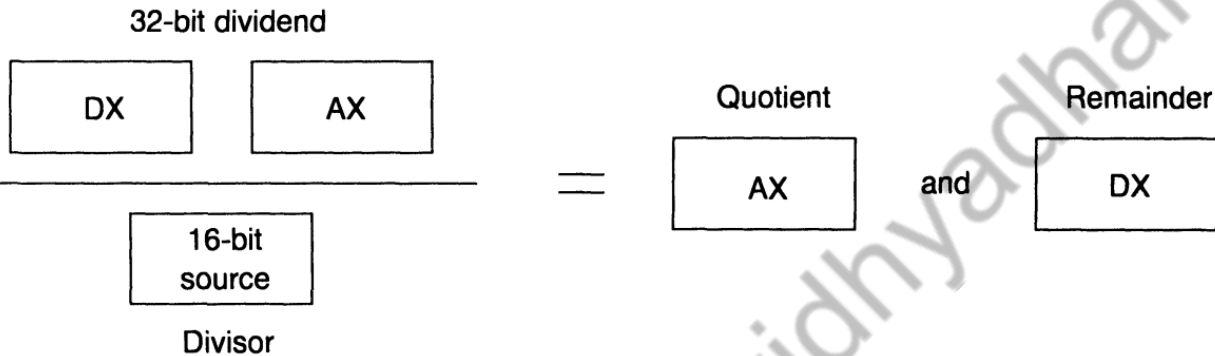 32-bit dividend
DX AX
16-bit
source
Divisor
=
Quotient
AX
and
Remainder
DX